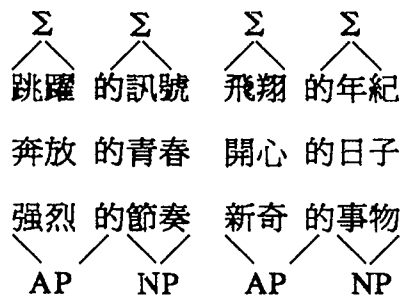 Σ Σ Σ Σ
跳躍 的訊號 飛翔 的年紀
奔放 的青春 開心 的日子
强烈 的節奏 新奇 的事物
AP NP AP NP